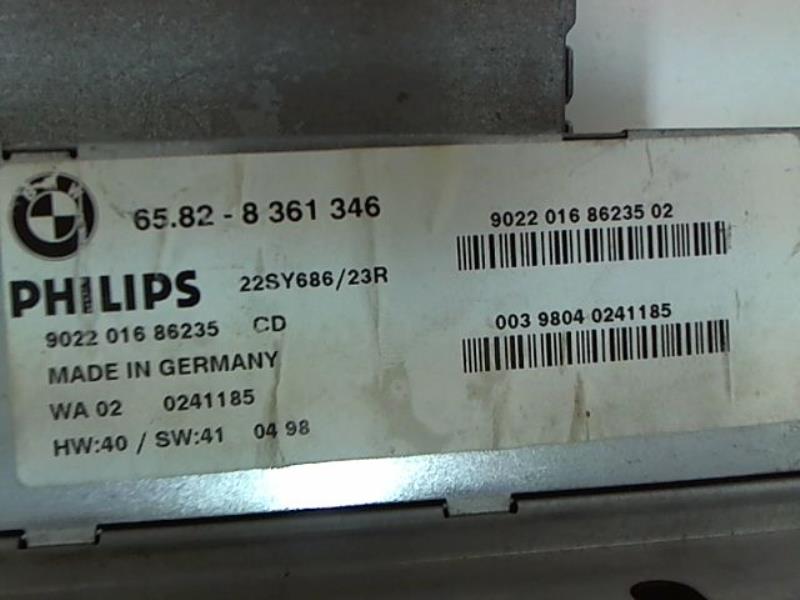 BMW
65.82 - 8 361 346
PHILIPS 22SY686/23R
9022 016 86235 CD
MADE IN GERMANY
WA 02 0241185
HW:40 / SW:41 04 98
9022 016 86235 02
003 9804 0241185